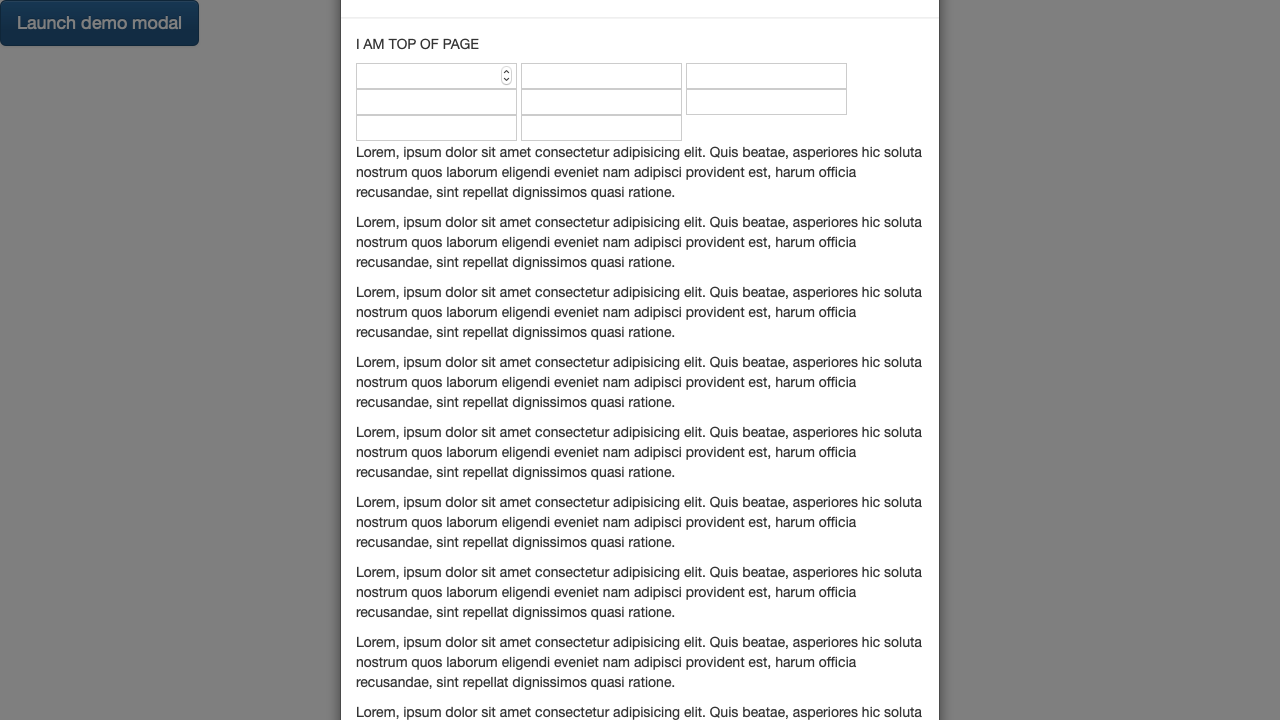 Launch demo modal
I AM TOP OF PAGE
Lorem, ipsum dolor sit amet consectetur adipisicing elit. Quis beatae, asperiores hic soluta
nostrum quos laborum eligendi eveniet nam adipisci provident est, harum officia
recusandae, sint repellat dignissimos quasi ratione.
Lorem, ipsum dolor sit amet consectetur adipisicing elit. Quis beatae, asperiores hic soluta
nostrum quos laborum eligendi eveniet nam adipisci provident est, harum officia
recusandae, sint repellat dignissimos quasi ratione.
Lorem, ipsum dolor sit amet consectetur adipisicing elit. Quis beatae, asperiores hic soluta
nostrum quos laborum eligendi eveniet nam adipisci provident est, harum officia
recusandae, sint repellat dignissimos quasi ratione.
Lorem, ipsum dolor sit amet consectetur adipisicing elit. Quis beatae, asperiores hic soluta
nostrum quos laborum eligendi eveniet nam adipisci provident est, harum officia
recusandae, sint repellat dignissimos quasi ratione.
Lorem, ipsum dolor sit amet consectetur adipisicing elit. Quis beatae, asperiores hic soluta
nostrum quos laborum eligendi eveniet nam adipisci provident est, harum officia
recusandae, sint repellat dignissimos quasi ratione.
Lorem, ipsum dolor sit amet consectetur adipisicing elit. Quis beatae, asperiores hic soluta
nostrum quos laborum eligendi eveniet nam adipisci provident est, harum officia
recusandae, sint repellat dignissimos quasi ratione.
Lorem, ipsum dolor sit amet consectetur adipisicing elit. Quis beatae, asperiores hic soluta
nostrum quos laborum eligendi eveniet nam adipisci provident est, harum officia
recusandae, sint repellat dignissimos quasi ratione.
Lorem, ipsum dolor sit amet consectetur adipisicing elit. Quis beatae, asperiores hic soluta
nostrum quos laborum eligendi eveniet nam adipisci provident est, harum officia
recusandae, sint repellat dignissimos quasi ratione.
Lorem, ipsum dolor sit amet consectetur adipisicing elit. Quis beatae, asperiores hic soluta